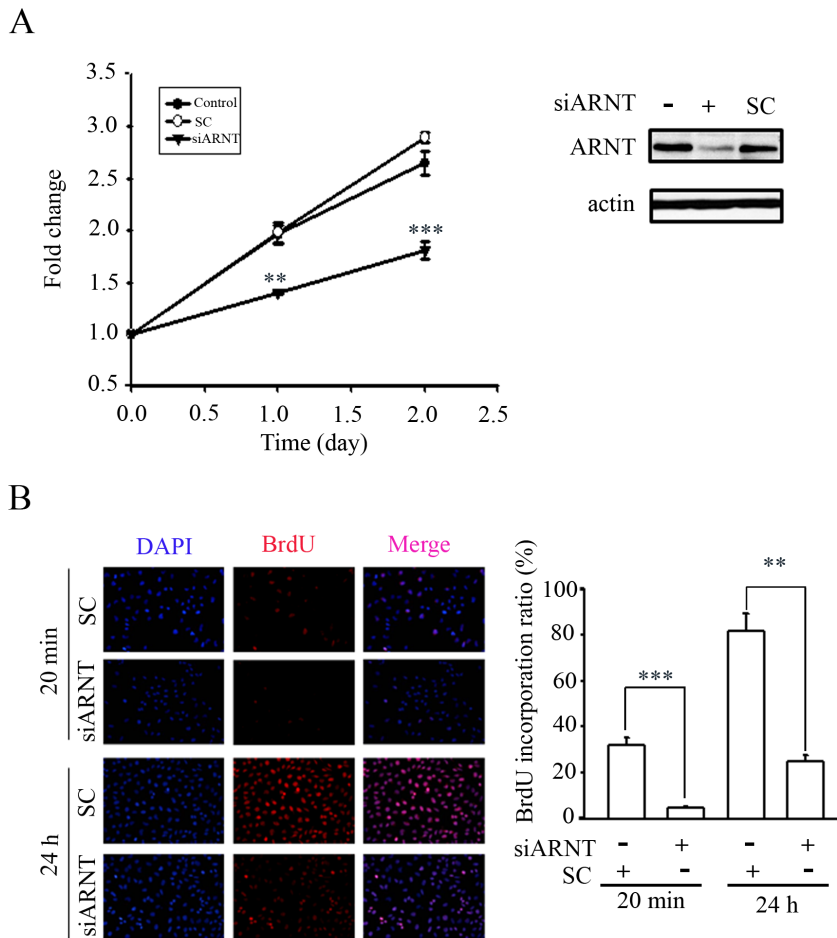 A
3.5
3.0
2.5
2.0
1.5
1.0
0.5
0.0 0.5 1.0 1.5 2.0 2.5
Fold change
Time (day)
Control
SC
siARNT
**
***
siARNT - + SC
ARNT
actin
B
DAPI BrdU Merge
20 min
SC
siARNT
24 h
SC
siARNT
BrdU incorporation ratio (%)
100
80
60
40
20
0
***
**
siARNT - + - +
SC + - + -
20 min 24 h